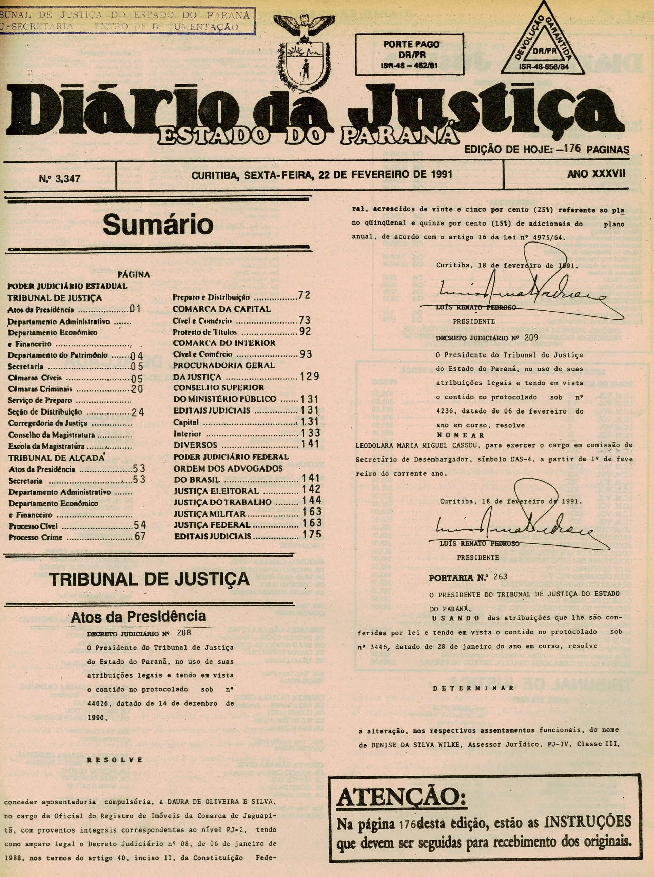 BUNAL DE JUSTIÇA DO ESTADO DO PARANÁ
-SECRETARIA CENTRO DE DOCUMENTAÇÃO
PORTE PAGO
DR/PR
ISR-48 - 462/81
DEVOLUÇÃO GARANTIDA
DR/PR
ISR-48-658/84
Diário da Justiça
ESTADO DO PARANÁ
EDIÇÃO DE HOJE: -176 PAGINAS
N.º 3,347
CURITIBA, SEXTA-FEIRA, 22 DE FEVEREIRO DE 1991
ANO XXXVII
Sumário
PÁGINA
PODER JUDICIÁRIO ESTADUAL
TRIBUNAL DE JUSTIÇA
Atos da Presidência ............01
Departamento Administrativo ......
Departamento Econômico
e Financeiro ....................
Departamento do Patrimônio .....04
Secretaria ......................05
Câmaras Cíveis ..................05
Câmaras Criminais ...............20
Serviço de Preparo ..............
Seção de Distribuição ...........24
Corregedoria da Justiça .........
Conselho da Magistratura ........
Escola da Magistratura ..........
TRIBUNAL DE ALÇADA
Atos da Presidência .............53
Secretaria ......................53
Departamento Administrativo ......
Departamento Econômico
e Financeiro ....................
Processo Cível ..................54
Processo Crime ..................67
Preparo e Distribuição ..........72
COMARCA DA CAPITAL
Cível e Comércio ................73
Protesto de Títulos .............92
COMARCA DO INTERIOR
Cível e Comércio ................93
PROCURADORIA GERAL
DA JUSTIÇA ......................129
CONSELHO SUPERIOR
DO MINISTÉRIO PÚBLICO ......131
EDITAIS JUDICIAIS ...............131
Capital .........................131
Interior ........................133
DIVERSOS ........................141
PODER JUDICIÁRIO FEDERAL
ORDEM DOS ADVOGADOS
DO BRASIL .......................141
JUSTIÇA ELEITORAL ...............142
JUSTIÇA DO TRABALHO .............144
JUSTIÇA MILITAR .................163
JUSTIÇA FEDERAL .................163
EDITAIS JUDICIAIS ...............175
TRIBUNAL DE JUSTIÇA
Atos da Presidência
DECRETO JUDICIÁRIO Nº 208
O Presidente do Tribunal de Justiça
do Estado do Paraná, no uso de suas
atribuições legais e tendo em vista
o contido no protocolado sob nº
44026, datado de 14 de dezembro de
1990,
R E S O L V E
conceder aposentadoria compulsória, a DAURA DE OLIVEIRA E SILVA,
no cargo de Oficial do Registro de Imóveis da Comarca de Jaguapi-
tã, com proventos integrais correspondentes ao nível PJ-2, tendo
como amparo legal o Decreto Judiciário nº 08, de 06 de janeiro de
1988, nos termos do artigo 40, inciso II, da Constituição Fede-
ral, acrescidos de vinte e cinco por cento (25%) referente ao pla
no qüinqüenal e quinze por cento (15%) de adicionais do plano
anual, de acordo com o artigo 36 da Lei nº 4975/64.
Curitiba, 18 de fevereiro de 1991.
LUÍS RENATO PEDROSO
PRESIDENTE
DECRETO JUDICIÁRIO Nº 209
O Presidente do Tribunal de Justiça
do Estado do Paraná, no uso de suas
atribuições legais e tendo em vista
o contido no protocolado sob nº
4236, datado de 06 de fevereiro do
ano em curso, resolve
N O M E A R
LEODOLARA MARIA MIGUEL CASSOU, para exercer o cargo em comissão de
Secretário de Desembargador, símbolo DAS-4, a partir de 1º de feve
reiro do corrente ano.
Curitiba, 18 de fevereiro de 1991.
LUÍS RENATO PEDROSO
PRESIDENTE
PORTARIA N.º 263
O PRESIDENTE DO TRIBUNAL DE JUSTIÇA DO ESTADO
DO PARANÁ,
U S A N D O das atribuições que lhe são con-
feridas por lei e tendo em vista o contido no protocolado sob
nº 3446, datado de 28 de janeiro do ano em curso, resolve
D E T E R M I N A R
a alteração, nos respectivos assentamentos funcionais, do nome
de DENISE DA SILVA WILKE, Assessor Jurídico, PJ-IV, Classe III,
ATENÇÃO:
Na página 176 desta edição, estão as INSTRUÇÕES
que devem ser seguidas para recebimento dos originais.